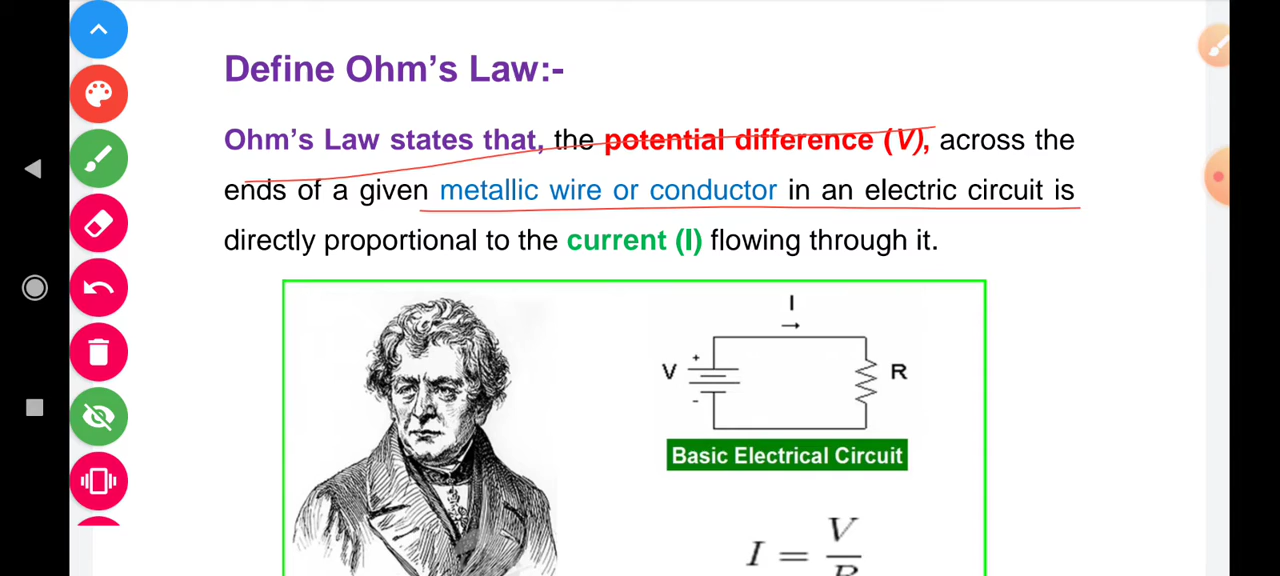 Define Ohm’s Law:-
Ohm’s Law states that, the potential difference (V), across the
ends of a given metallic wire or conductor in an electric circuit is
directly proportional to the current (I) flowing through it.
I
→
V
+
-
R
Basic Electrical Circuit
I = V
R